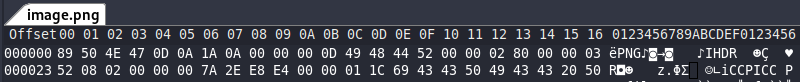 image.png
Offset 00 01 02 03 04 05 06 07 08 09 0A 0B 0C 0D 0E 0F 10 11 12 13 14 15 16 0123456789ABCDEF0123456
000000 89 50 4E 47 0D 0A 1A 0A 00 00 00 0D 49 48 44 52 00 00 02 80 00 00 03 ëPNG♪◙→◙   ♪IHDR  ☻Ç  ♥
000023 52 08 02 00 00 00 7A 2E E8 E4 00 00 01 1C 69 43 43 50 49 43 43 20 50 R◘☻   z.ΦΣ  ☺∟iCCPICC P